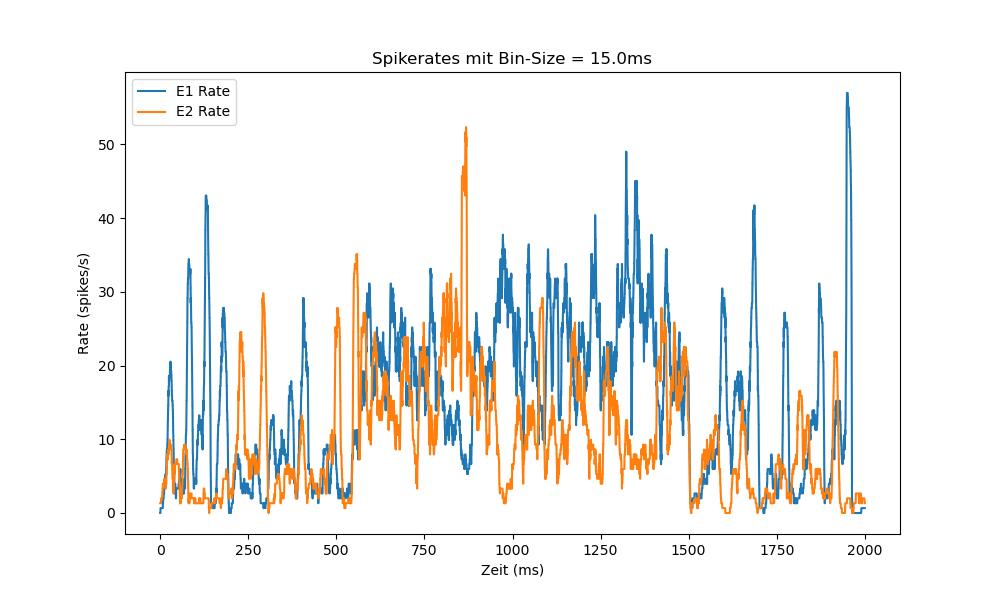 Spikerates mit Bin-Size = 15.0ms
E1 Rate
E2 Rate
Rate (spikes/s)
50
40
30
20
10
0
0 250 500 750 1000 1250 1500 1750 2000
Zeit (ms)